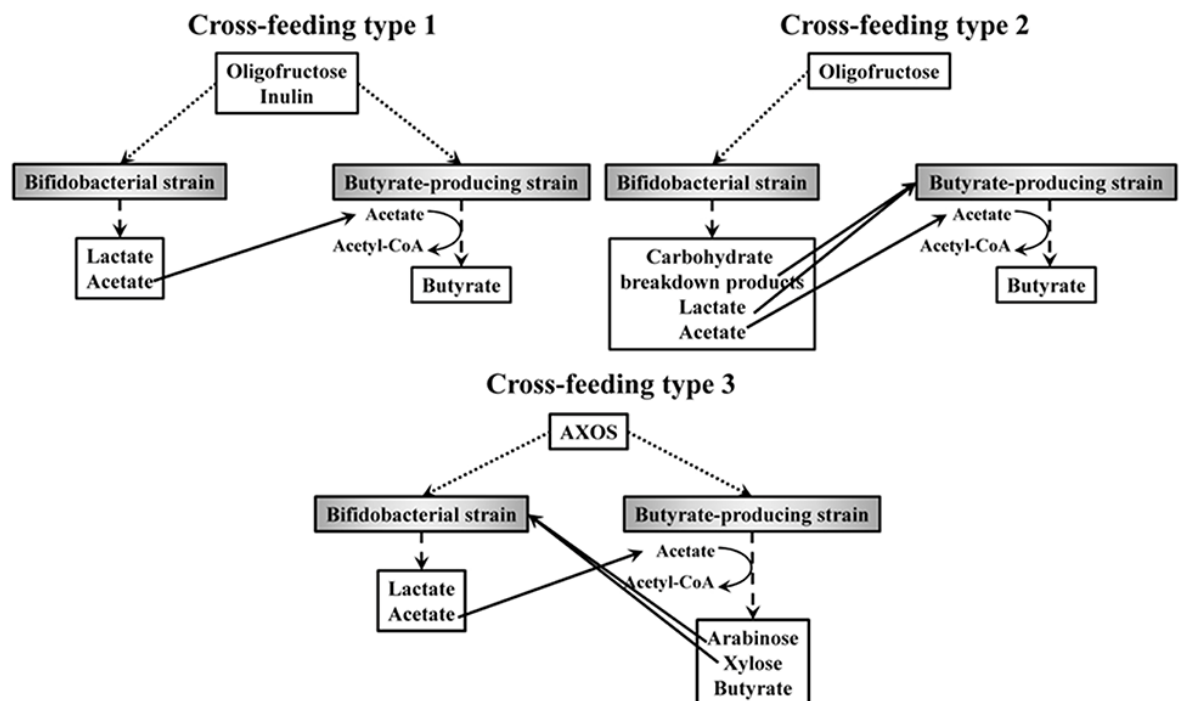 Cross-feeding type 1
Oligofructose
Inulin
Bifidobacterial strain
Butyrate-producing strain
Acetate
Acetyl-CoA
Lactate
Acetate
Butyrate
Cross-feeding type 2
Oligofructose
Bifidobacterial strain
Butyrate-producing strain
Acetate
Acetyl-CoA
Carbohydrate
breakdown products
Lactate
Acetate
Butyrate
Cross-feeding type 3
AXOS
Bifidobacterial strain
Butyrate-producing strain
Acetate
Acetyl-CoA
Lactate
Acetate
Arabinose
Xylose
Butyrate